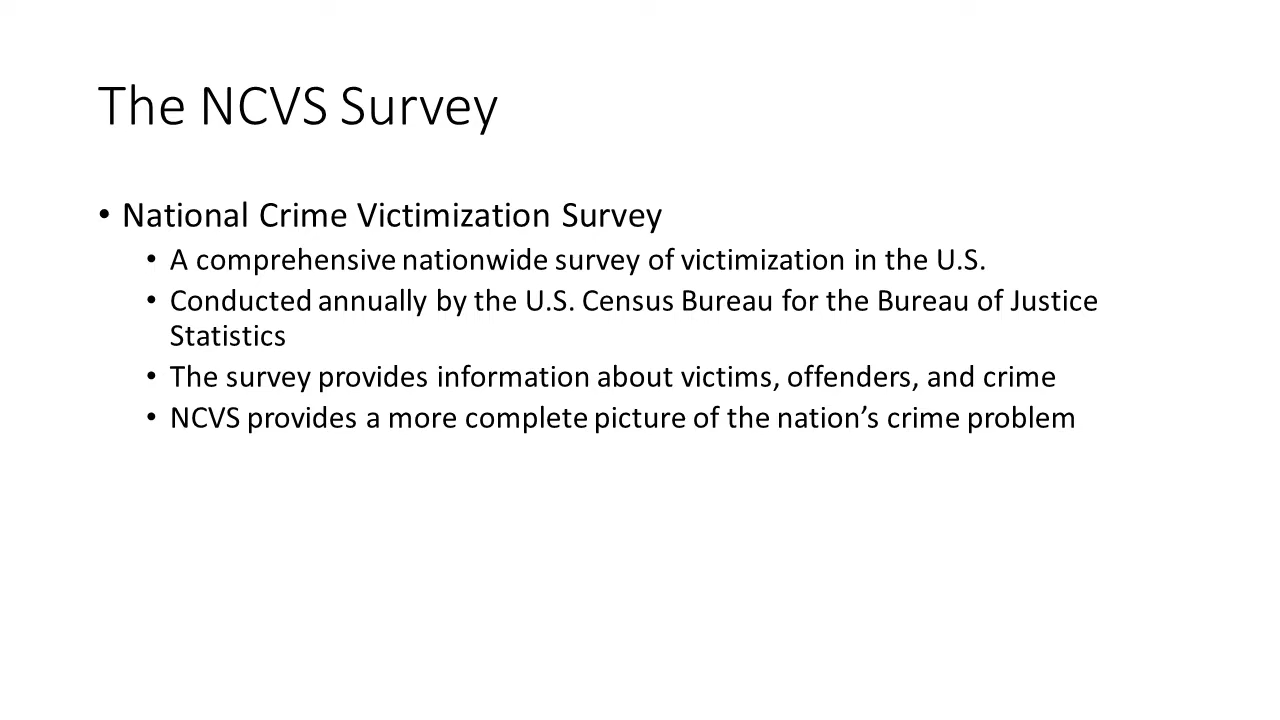 The NCVS Survey
• National Crime Victimization Survey
• A comprehensive nationwide survey of victimization in the U.S.
• Conducted annually by the U.S. Census Bureau for the Bureau of Justice
Statistics
• The survey provides information about victims, offenders, and crime
• NCVS provides a more complete picture of the nation’s crime problem